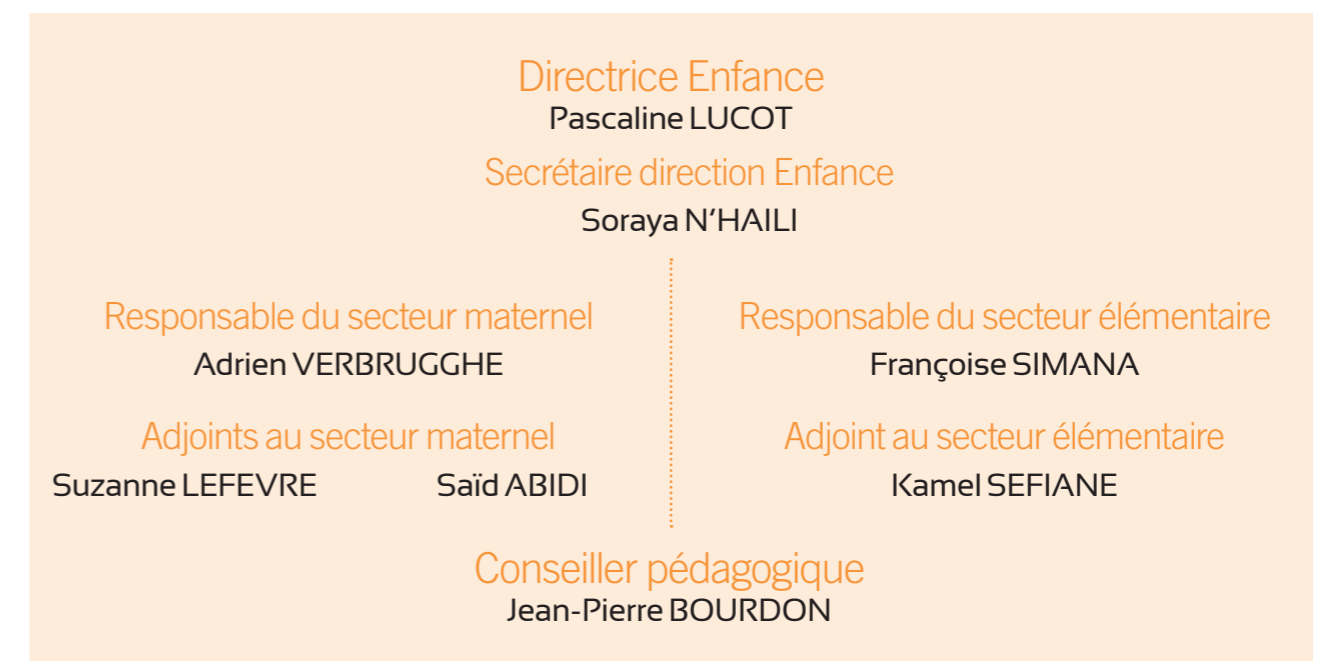 Directrice Enfance
Pascaline LUCOT
Secrétaire direction Enfance
Soraya N’HAILI
Responsable du secteur maternel
Adrien VERBRUGGHE
Adjoints au secteur maternel
Suzanne LEFEVRE Saïd ABIDI
Responsable du secteur élémentaire
Françoise SIMANA
Adjoint au secteur élémentaire
Kamel SEFIANE
Conseiller pédagogique
Jean-Pierre BOURDON